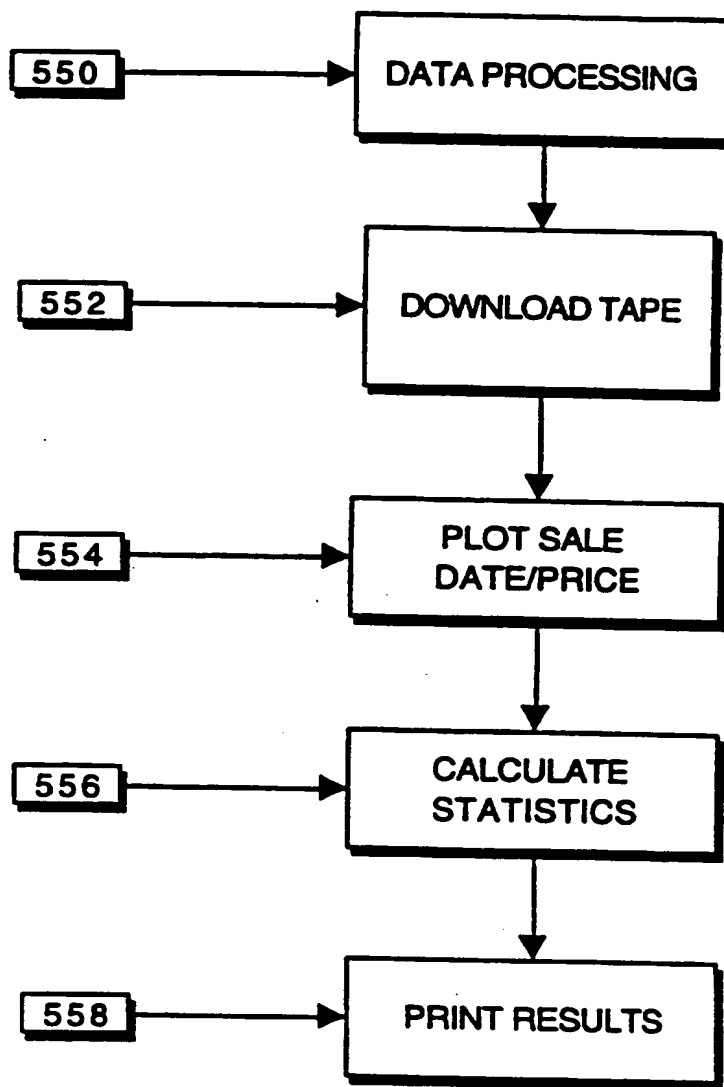 550
DATA PROCESSING
552
DOWNLOAD TAPE
554
PLOT SALE
DATE/PRICE
556
CALCULATE
STATISTICS
558
PRINT RESULTS